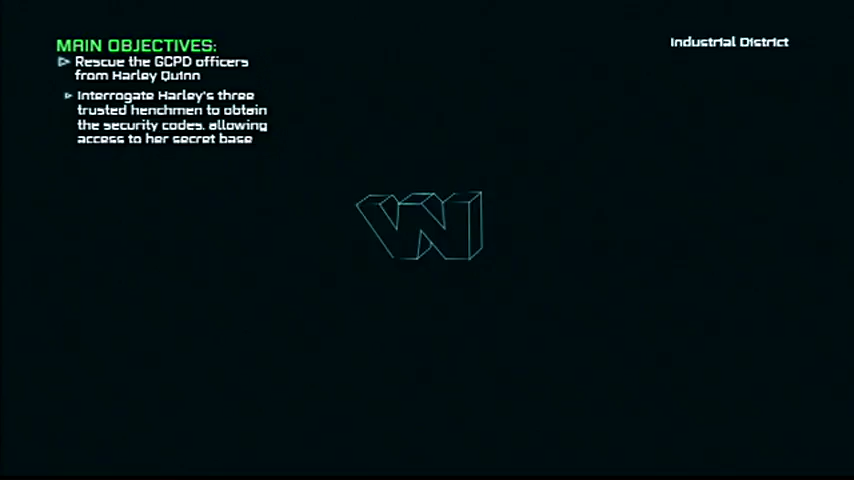 MAIN OBJECTIVES:
Rescue the GCPD officers
from Harley Quinn
Interrogate Harley's three
trusted henchmen to obtain
the security codes, allowing
access to her secret base
Industrial District
W